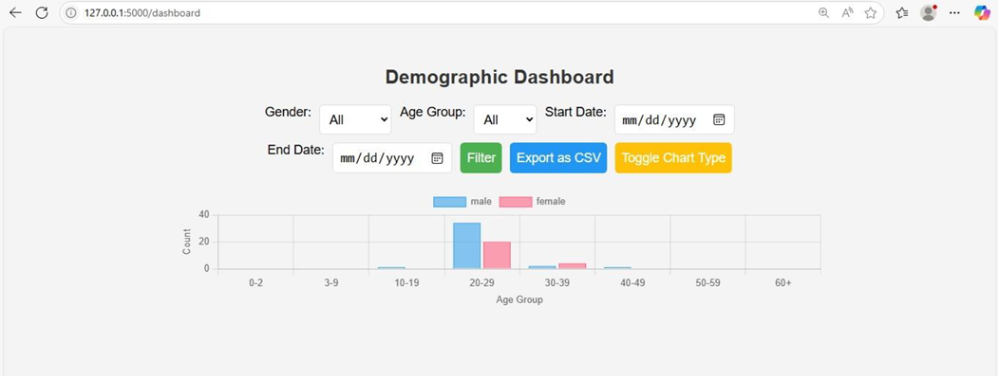 127.0.0.1:5000/dashboard
Demographic Dashboard
Gender: All Age Group: All Start Date: mm/dd/yyyy
End Date: mm/dd/yyyy Filter Export as CSV Toggle Chart Type
male female
40
20
0
Count
0-2 3-9 10-19 20-29 30-39 40-49 50-59 60+
Age Group